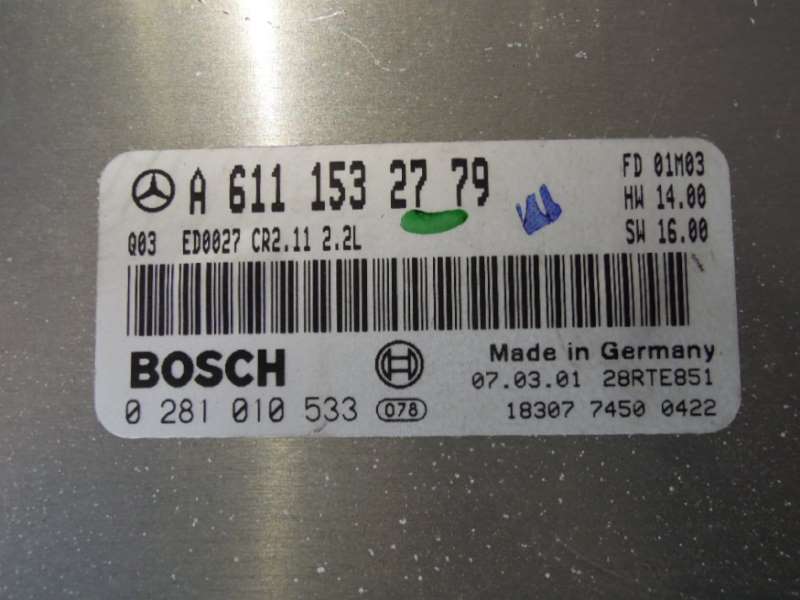 A 611 153 27 79
FD 01M03
HW 14.00
SW 16.00
Q03 ED0027 CR2.11 2.2L
BOSCH
Made in Germany
07.03.01 28RTE851
0 281 010 533 078
18307 7450 0422